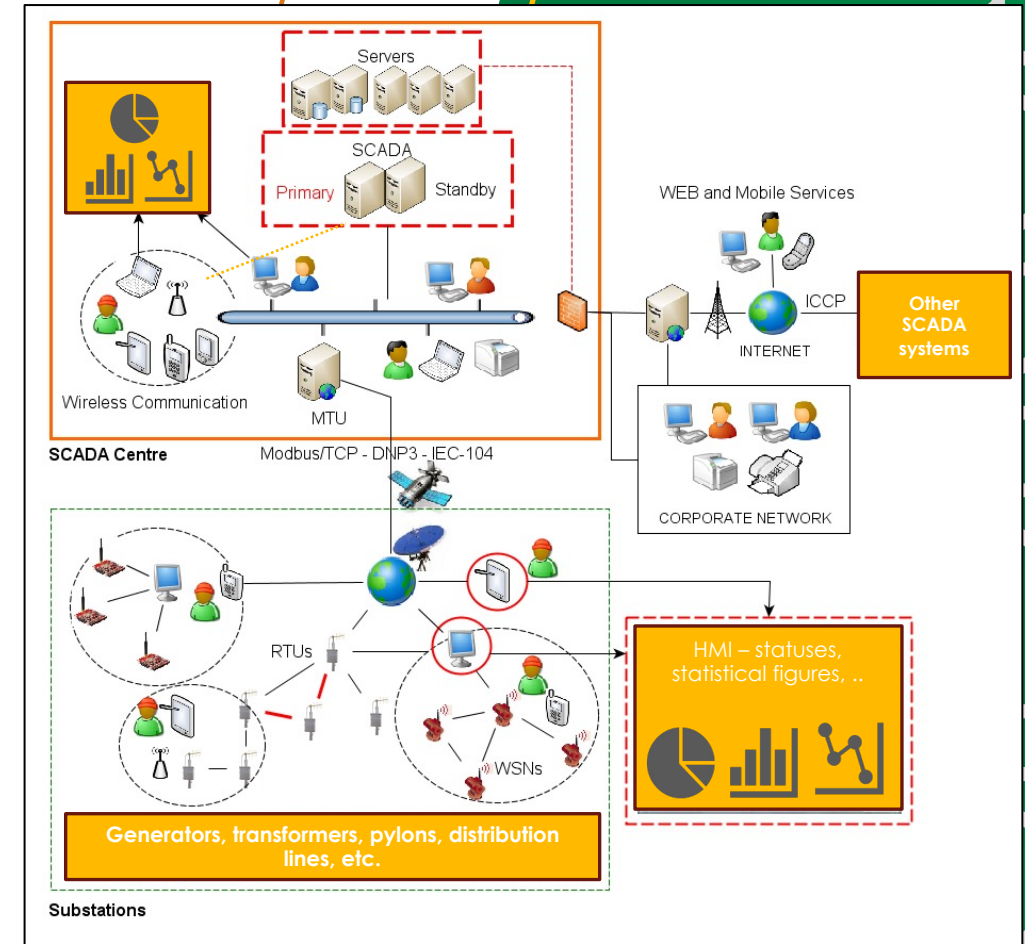 Servers
SCADA
Primary
Standby
WEB and Mobile Services
ICCP
INTERNET
Other
SCADA
systems
Wireless Communication
MTU
SCADA Centre
Modbus/TCP - DNP3 - IEC-104
CORPORATE NETWORK
RTUs
WSNs
HMI – statuses,
statistical figures, ..
Generators, transformers, pylons, distribution
lines, etc.
Substations